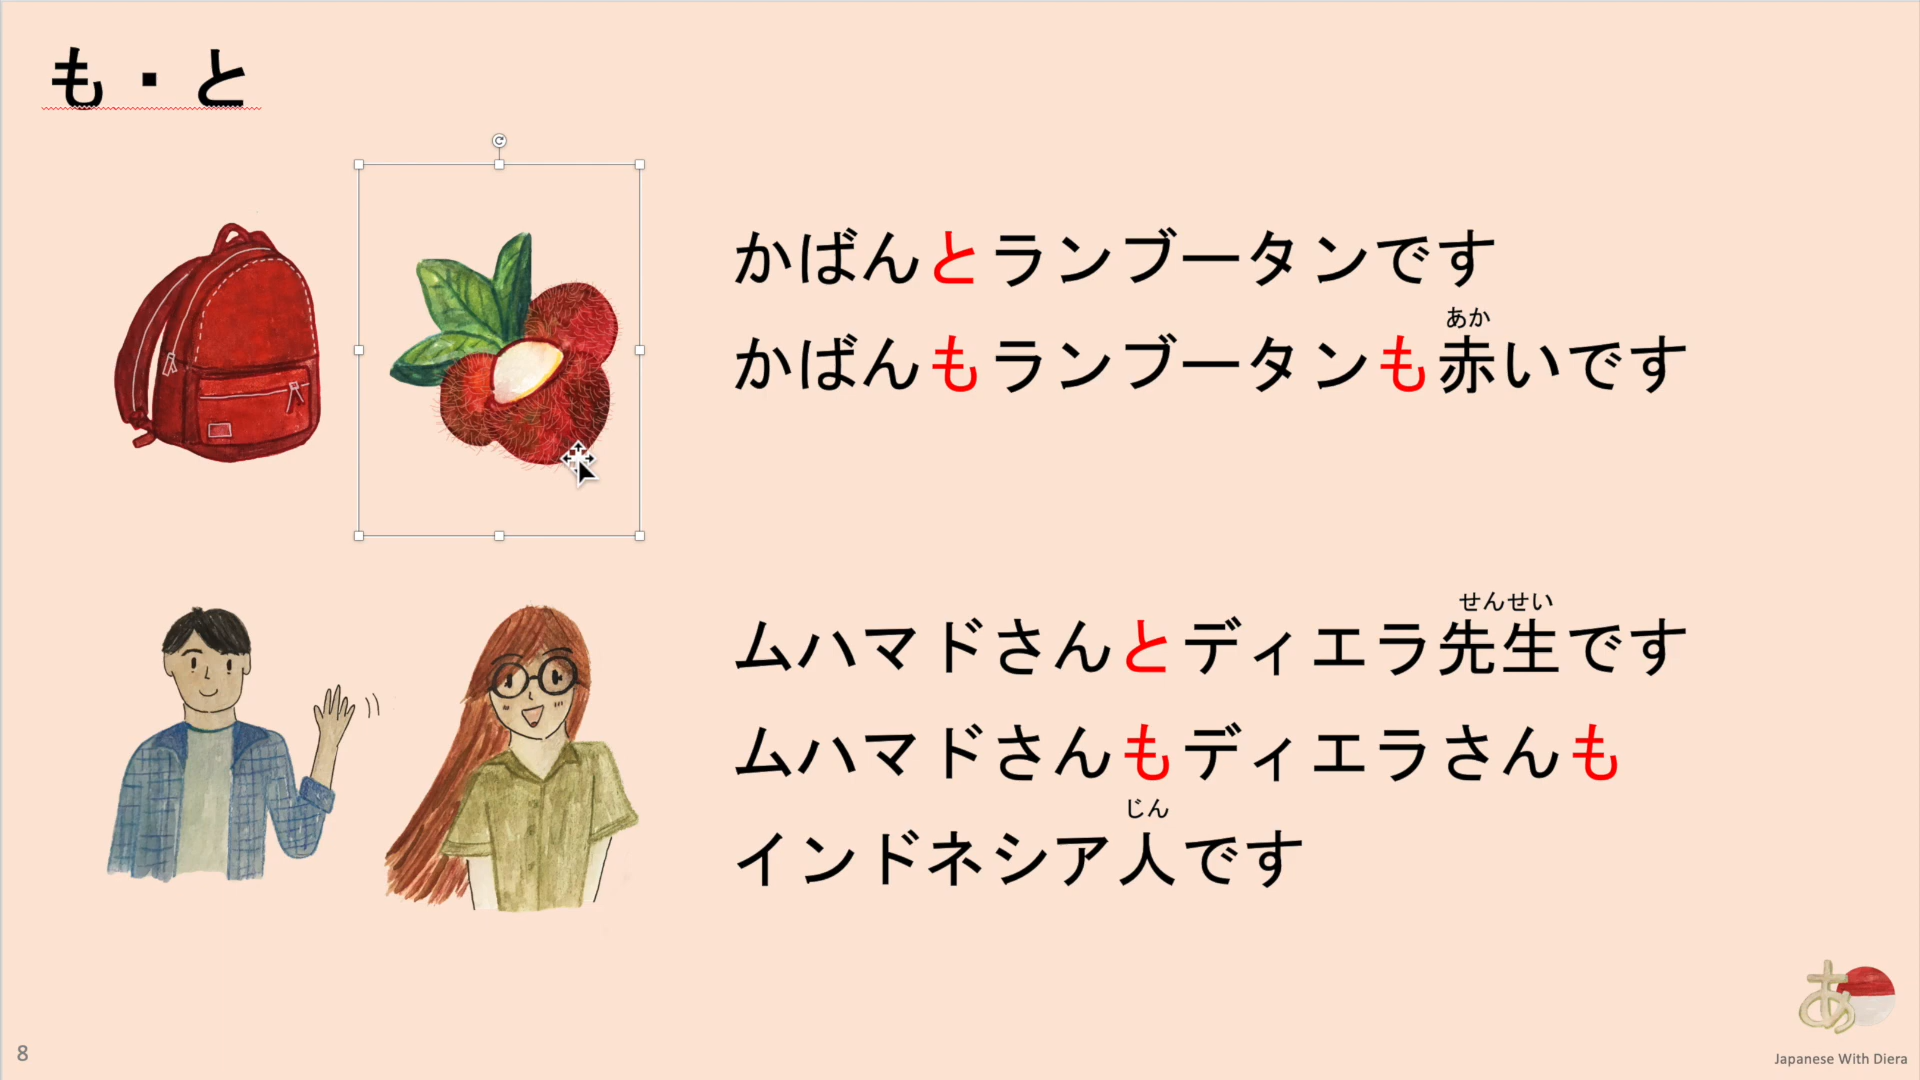 も・と
かばんとランブータンです
あか
かばんもランブータンも赤いです
せんせい
ムハマドさんとディエラ先生です
ムハマドさんもディエラさんも
じん
インドネシア人です
あ
Japanese With Diera
8